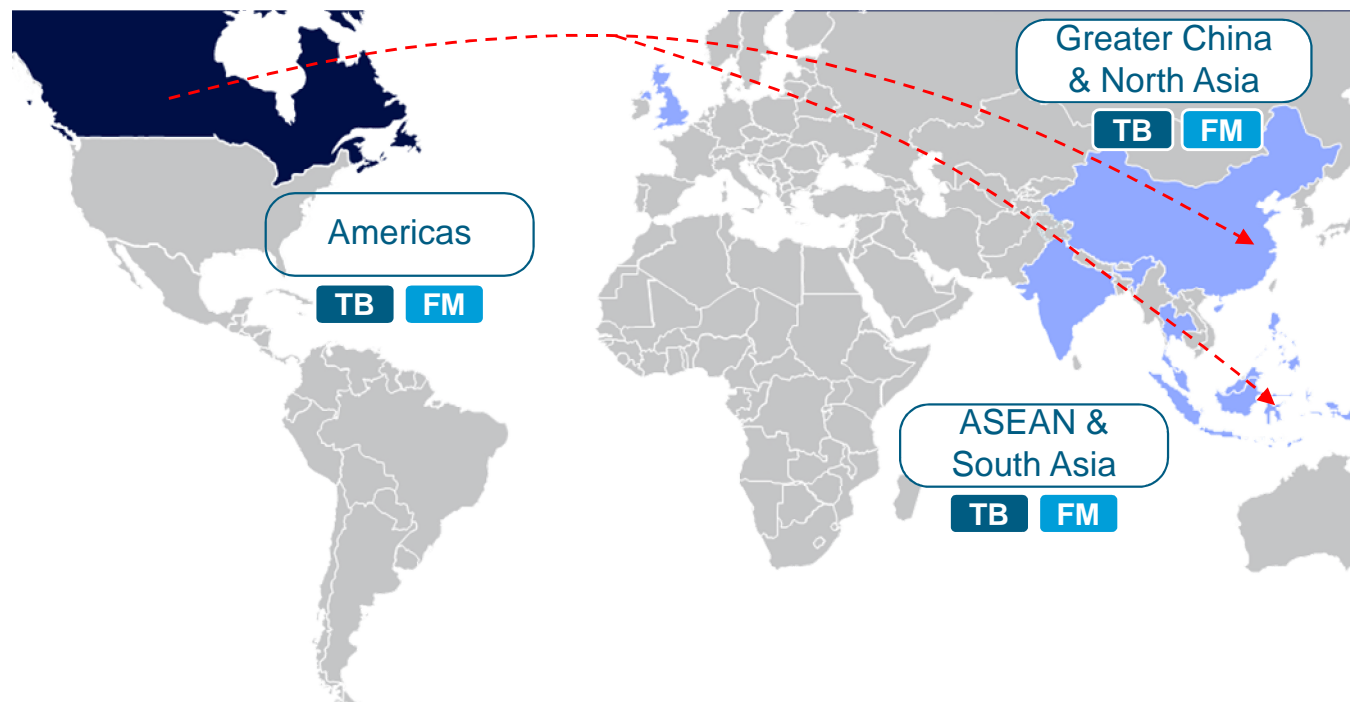 Greater China
& North Asia
TB FM
Americas
TB FM
ASEAN &
South Asia
TB FM